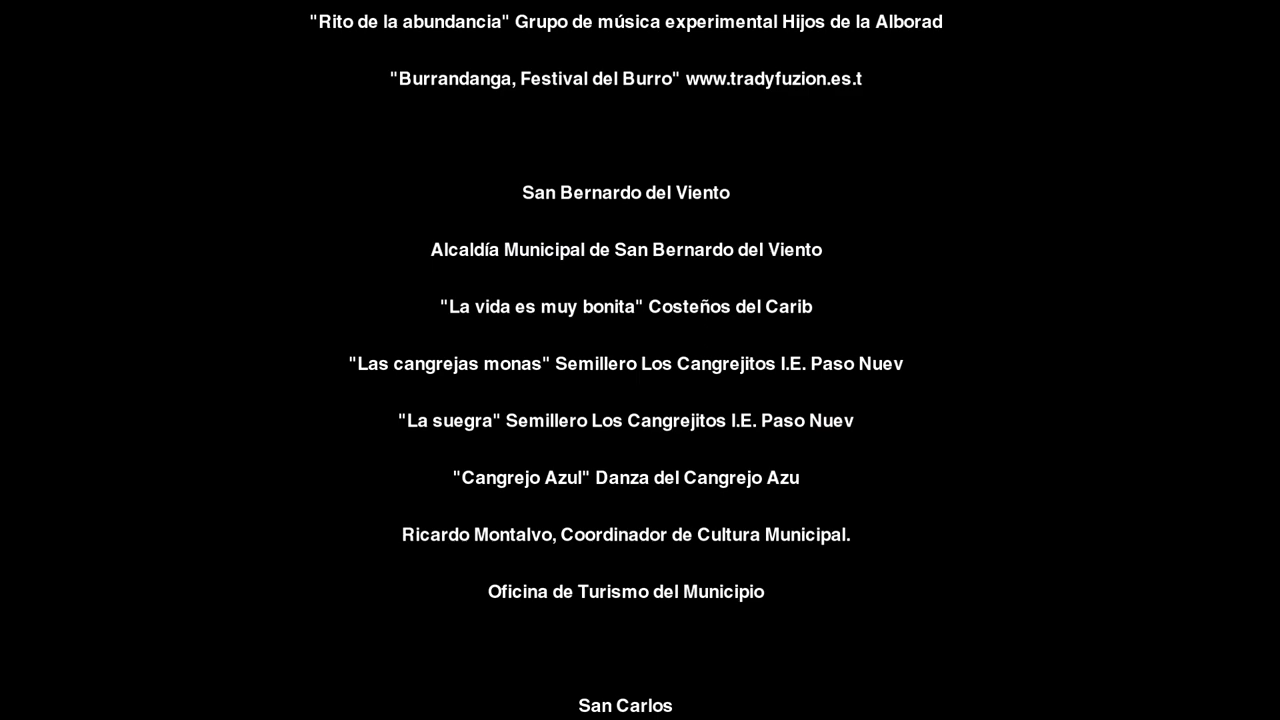 "Rito de la abundancia" Grupo de música experimental Hijos de la Alborad
"Burrandanga, Festival del Burro" www.tradyfuzion.es.t
San Bernardo del Viento
Alcaldía Municipal de San Bernardo del Viento
"La vida es muy bonita" Costeños del Carib
"Las cangrejas monas" Semillero Los Cangrejitos I.E. Paso Nuev
"La suegra" Semillero Los Cangrejitos I.E. Paso Nuev
"Cangrejo Azul" Danza del Cangrejo Azu
Ricardo Montalvo, Coordinador de Cultura Municipal.
Oficina de Turismo del Municipio
San Carlos